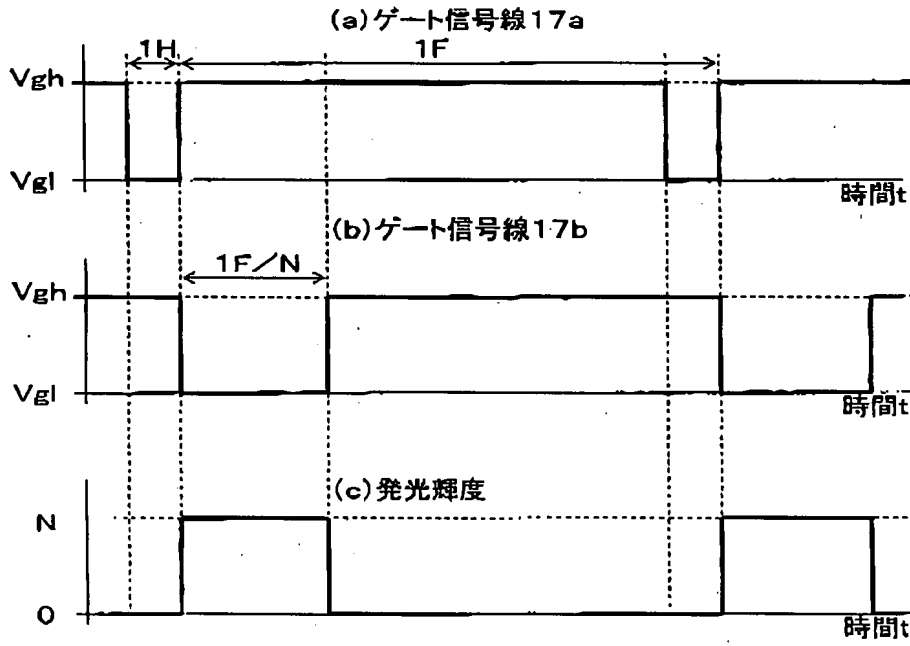 (a)ゲート信号線17a
1H
1F
Vgh
Vgl
時間t
(b)ゲート信号線17b
1F／N
Vgh
Vgl
時間t
(c)発光輝度
N
0
時間t